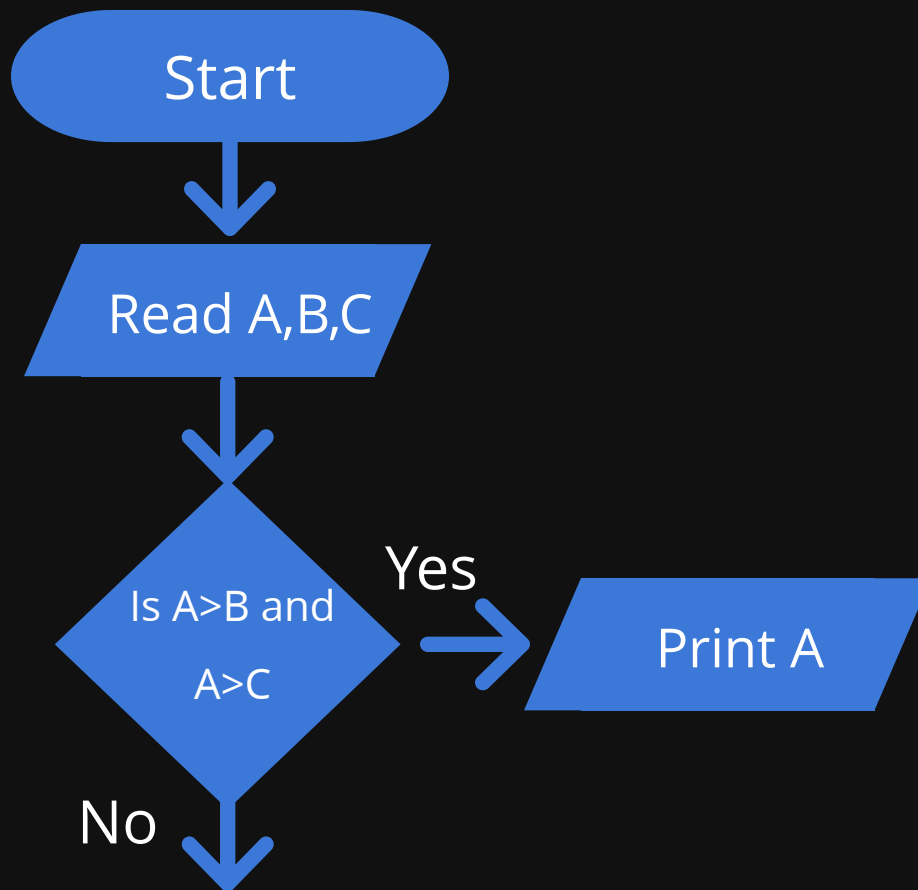 Start
Read A,B,C
Yes
Is A>B and
A>C
Print A
No